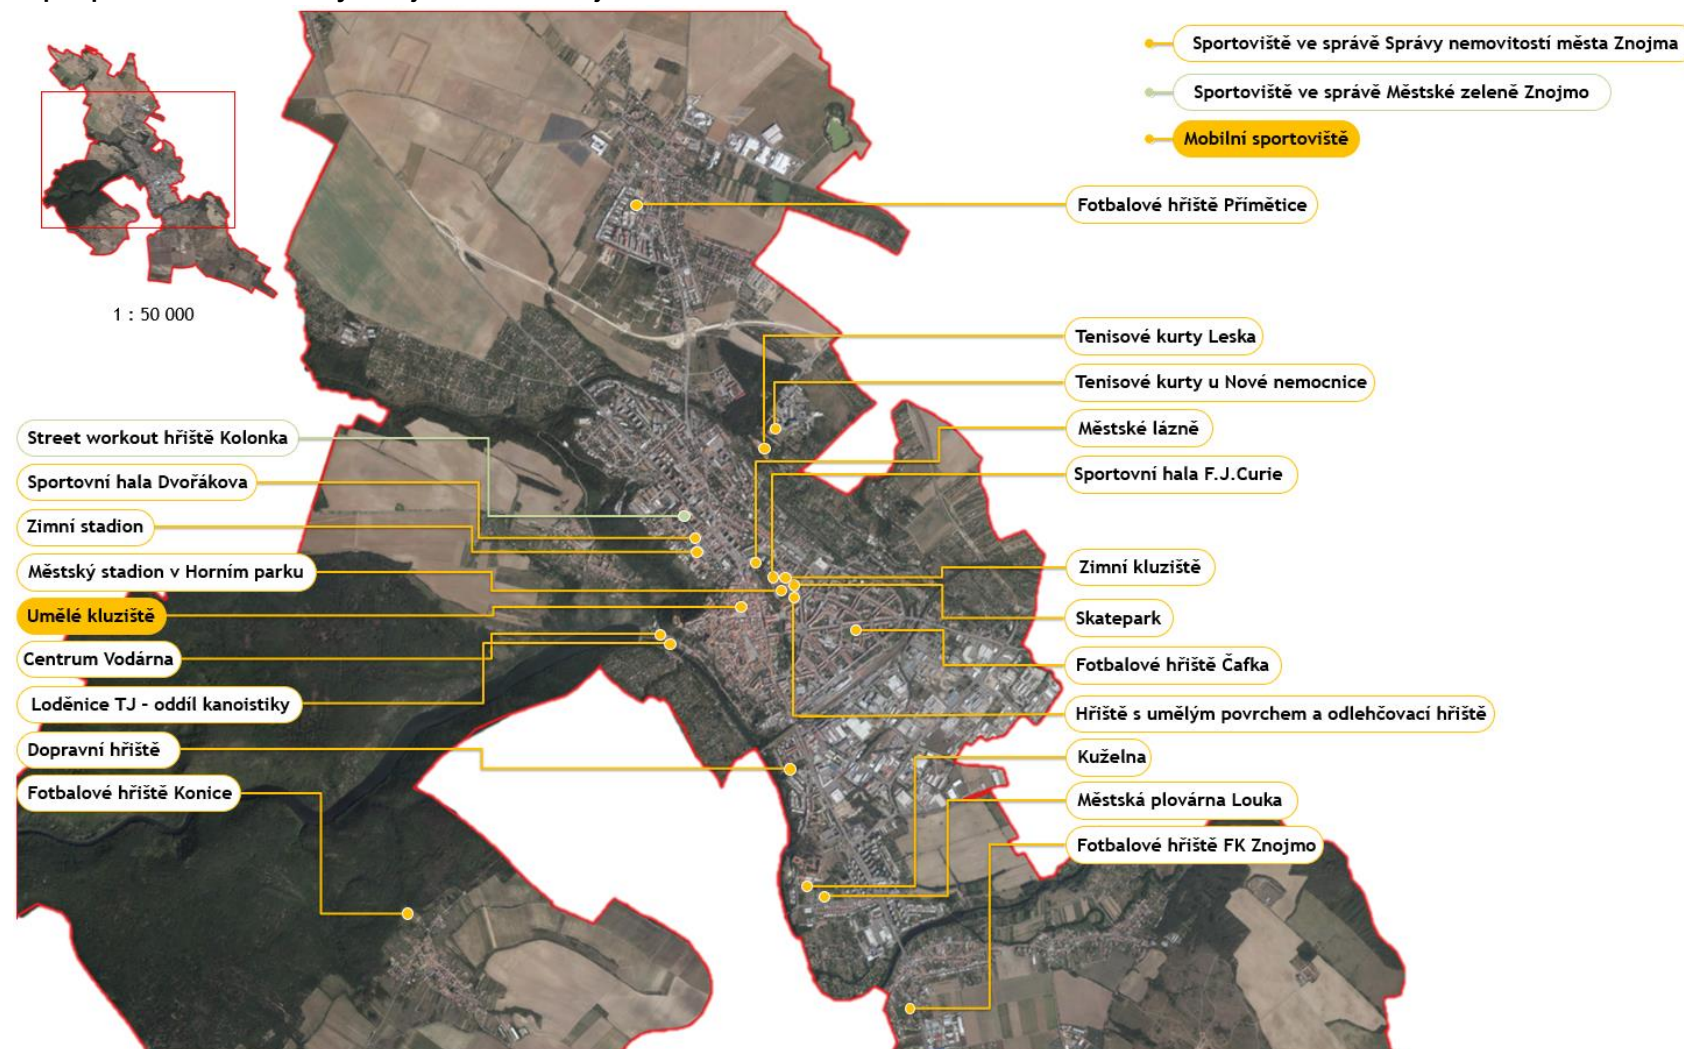 Sportoviště ve správě Správy nemovitostí města Znojma
Sportoviště ve správě Městské zeleně Znojmo
Mobilní sportoviště
1 : 50 000
Fotbalové hřiště Přímětice
Tenisové kurty Leska
Tenisové kurty u Nové nemocnice
Městské lázně
Sportovní hala F.J.Curie
Zimní kluziště
Skatepark
Fotbalové hřiště Čafka
Hřiště s umělým povrchem a odlehčovací hřiště
Kuželna
Městská plovárna Louka
Fotbalové hřiště FK Znojmo
Street workout hřiště Kolonka
Sportovní hala Dvořákova
Zimní stadion
Městský stadion v Horním parku
Umělé kluziště
Centrum Vodárna
Loděnice TJ - oddíl kanoistiky
Dopravní hřiště
Fotbalové hřiště Konice